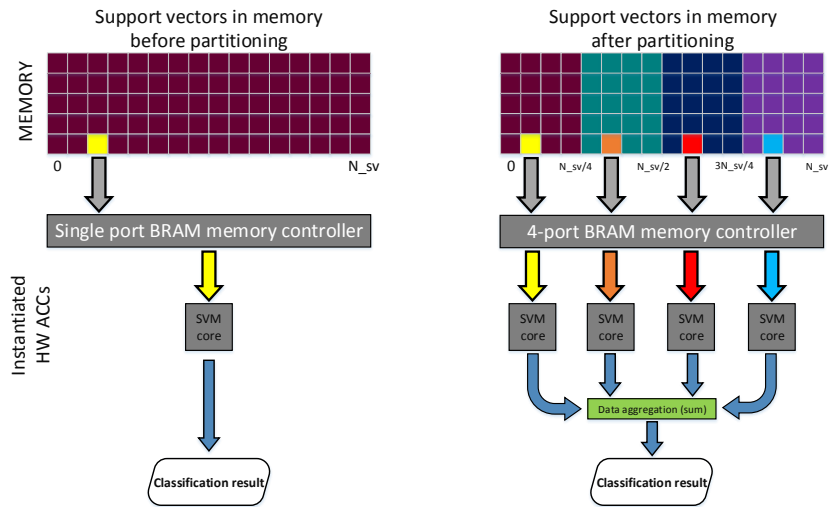 Support vectors in memory
before partitioning
Support vectors in memory
after partitioning
MEMORY
0
N_sv
0
N_sv/4
N_sv/2
3N_sv/4
N_sv
Single port BRAM memory controller
4-port BRAM memory controller
Instantiated
HW ACCs
SVM
core
SVM
core
SVM
core
SVM
core
SVM
core
Data aggregation (sum)
Classification result
Classification result